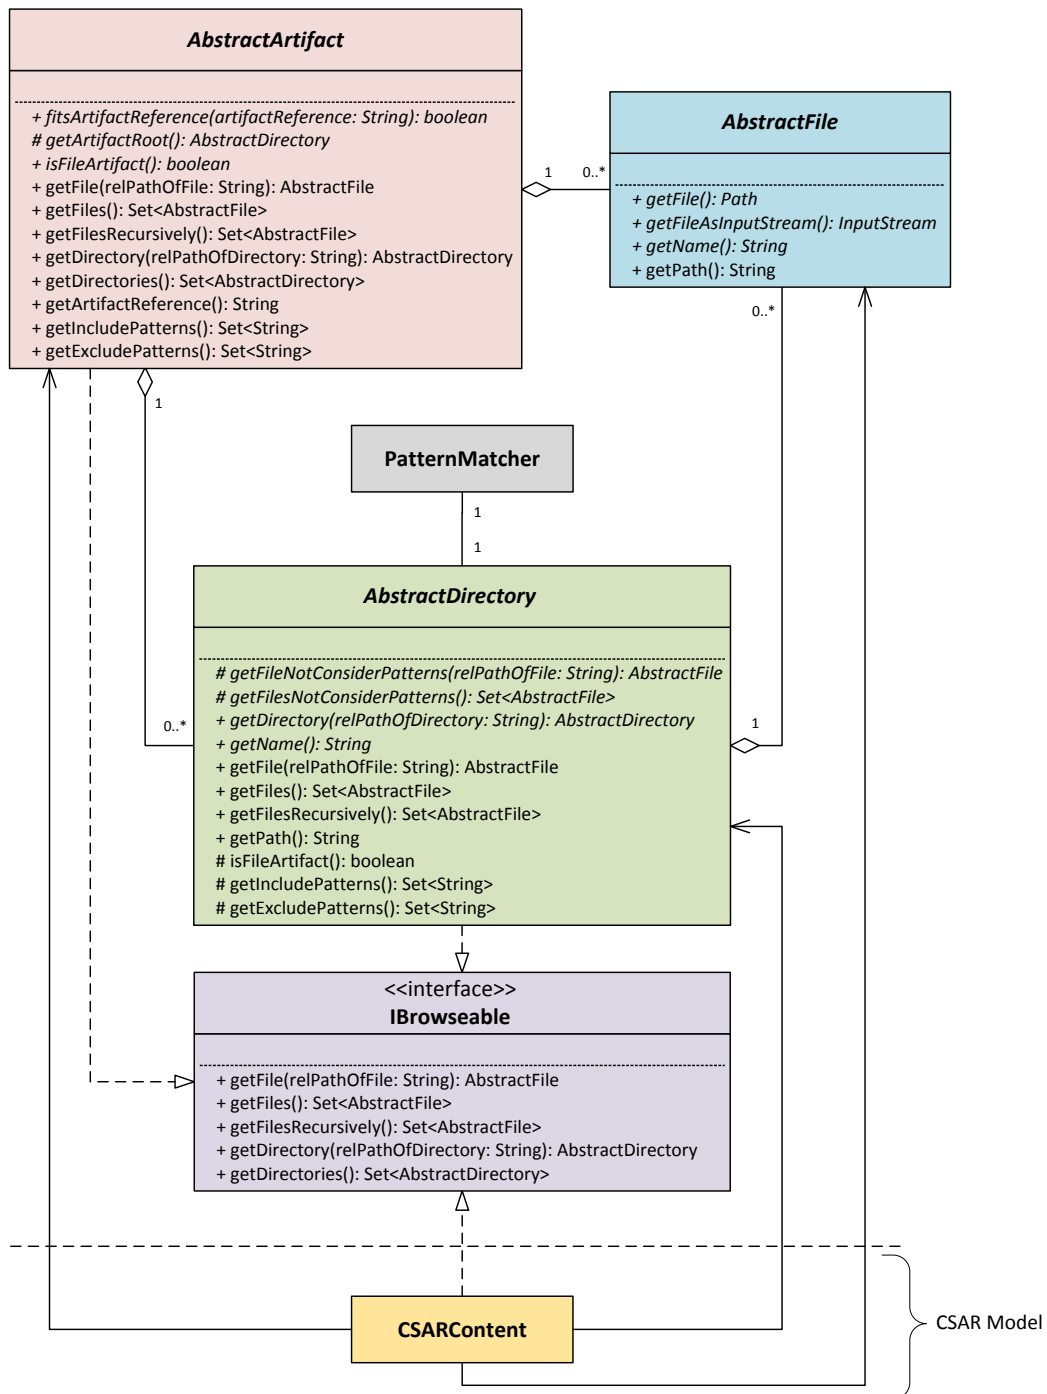 AbstractArtifact
+ fitsArtifactReference(artifactReference: String): boolean
# getArtifactRoot(): AbstractDirectory
+ isFileArtifact(): boolean
+ getFile(relPathOfFile: String): AbstractFile
+ getFiles(): Set<AbstractFile>
+ getFilesRecursively(): Set<AbstractFile>
+ getDirectory(relPathOfDirectory: String): AbstractDirectory
+ getDirectories(): Set<AbstractDirectory>
+ getArtifactReference(): String
+ getIncludePatterns(): Set<String>
+ getExcludePatterns(): Set<String>
1
0..*
AbstractFile
+ getFile(): Path
+ getFileAsInputStream(): InputStream
+ getName(): String
+ getPath(): String
0..*
1
PatternMatcher
1
1
AbstractDirectory
# getFileNotConsiderPatterns(relPathOfFile: String): AbstractFile
# getFilesNotConsiderPatterns(): Set<AbstractFile>
+ getDirectory(relPathOfDirectory: String): AbstractDirectory
+ getName(): String
+ getFile(relPathOfFile: String): AbstractFile
+ getFiles(): Set<AbstractFile>
+ getFilesRecursively(): Set<AbstractFile>
+ getPath(): String
# isFileArtifact(): boolean
# getIncludePatterns(): Set<String>
# getExcludePatterns(): Set<String>
0..*
1
<<interface>>
IBrowseable
+ getFile(relPathOfFile: String): AbstractFile
+ getFiles(): Set<AbstractFile>
+ getFilesRecursively(): Set<AbstractFile>
+ getDirectory(relPathOfDirectory: String): AbstractDirectory
+ getDirectories(): Set<AbstractDirectory>
CSARContent
CSAR Model